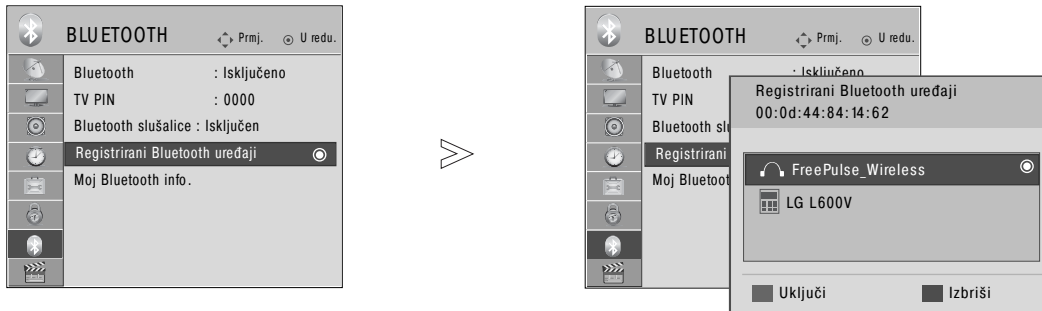 BLUETOOTH Prmj. U redu.
Bluetooth : Isključeno
TV PIN : 0000
Bluetooth slušalice : Isključen
Registrirani Bluetooth uređaji
Moj Bluetooth info.
BLUETOOTH Prmj. U redu.
Bluetooth : Isključeno
TV PIN
Bluetooth slu
Registrirani
Moj Bluetoot
Registrirani Bluetooth uređaji
00:0d:44:84:14:62
FreePulse_Wireless
LG L600V
Uključi Izbriši